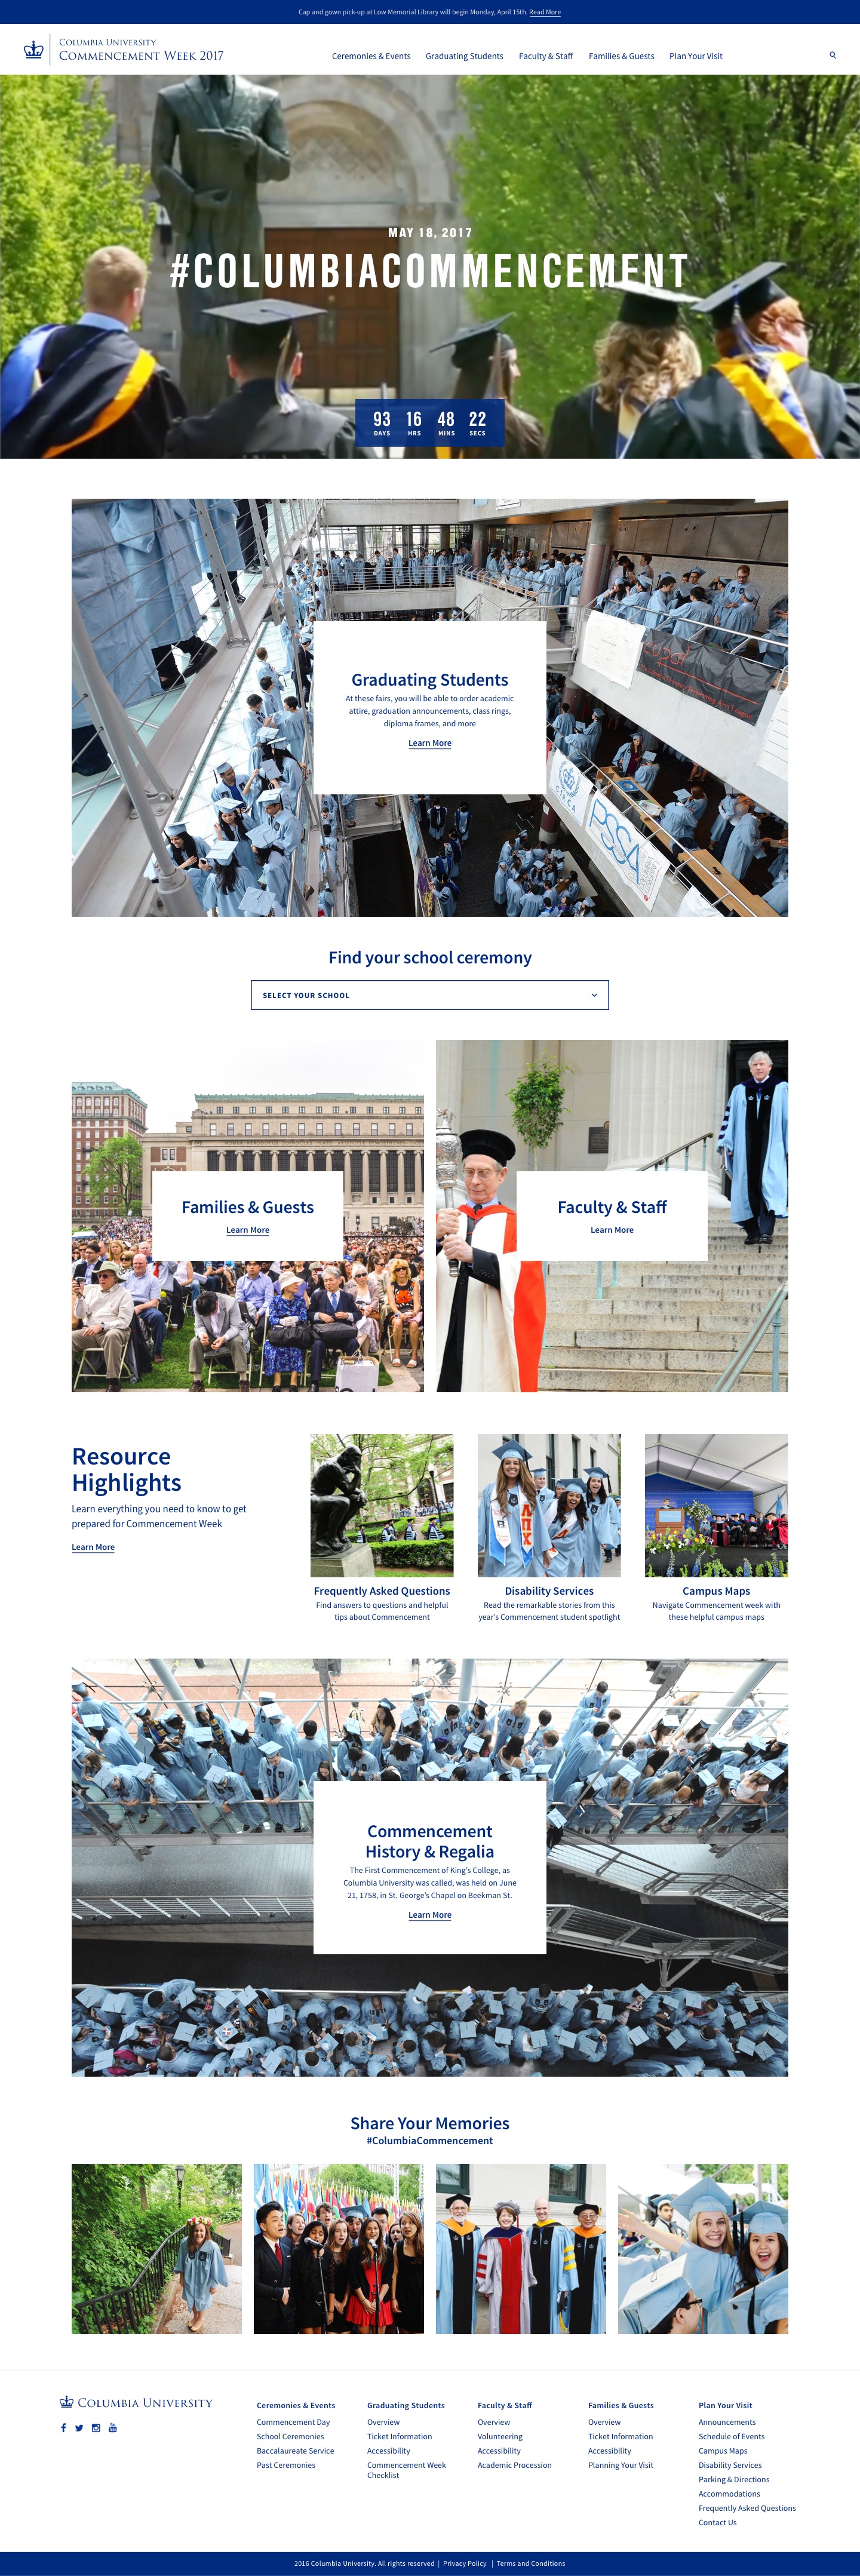 Cap and gown pick-up at Low Memorial Library will begin Monday, April 15th. Read More
Columbia University
Commencement Week 2017
Ceremonies & Events
Graduating Students
Faculty & Staff
Families & Guests
Plan Your Visit
MAY 18, 2017
#COLUMBIACOMMENCEMENT
93 16 48 22
DAYS HRS MINS SECS
Graduating Students
At these fairs, you will be able to order academic
attire, graduation announcements, class rings,
diploma frames, and more
Learn More
Find your school ceremony
SELECT YOUR SCHOOL
Families & Guests
Learn More
Faculty & Staff
Learn More
Resource
Highlights
Learn everything you need to know to get
prepared for Commencement Week
Learn More
Frequently Asked Questions
Find answers to questions and helpful
tips about Commencement
Disability Services
Read the remarkable stories from this
year's Commencement student spotlight
Campus Maps
Navigate Commencement week with
these helpful campus maps
Commencement
History & Regalia
The First Commencement of King's College, as
Columbia University was called, was held on June
21, 1758, in St. George's Chapel on Beekman St.
Learn More
Share Your Memories
#ColumbiaCommencement
Columbia University
Ceremonies & Events
Commencement Day
School Ceremonies
Baccalaureate Service
Past Ceremonies
Graduating Students
Overview
Ticket Information
Accessibility
Commencement Week
Checklist
Faculty & Staff
Overview
Volunteering
Accessibility
Academic Procession
Families & Guests
Overview
Ticket Information
Accessibility
Planning Your Visit
Plan Your Visit
Announcements
Schedule of Events
Campus Maps
Disability Services
Parking & Directions
Accommodations
Frequently Asked Questions
Contact Us
2016 Columbia University. All rights reserved | Privacy Policy | Terms and Conditions